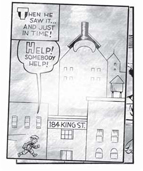 THEN HE
SAW IT...
AND JUST
IN TIME!
HELP!
SOMEBODY
HELP!
184 KING ST.